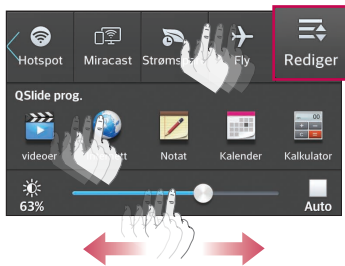 Hotspot Miracast Fly Rediger
QSlide prog.
videoer Notat Kalender Kalkulator
63% Auto